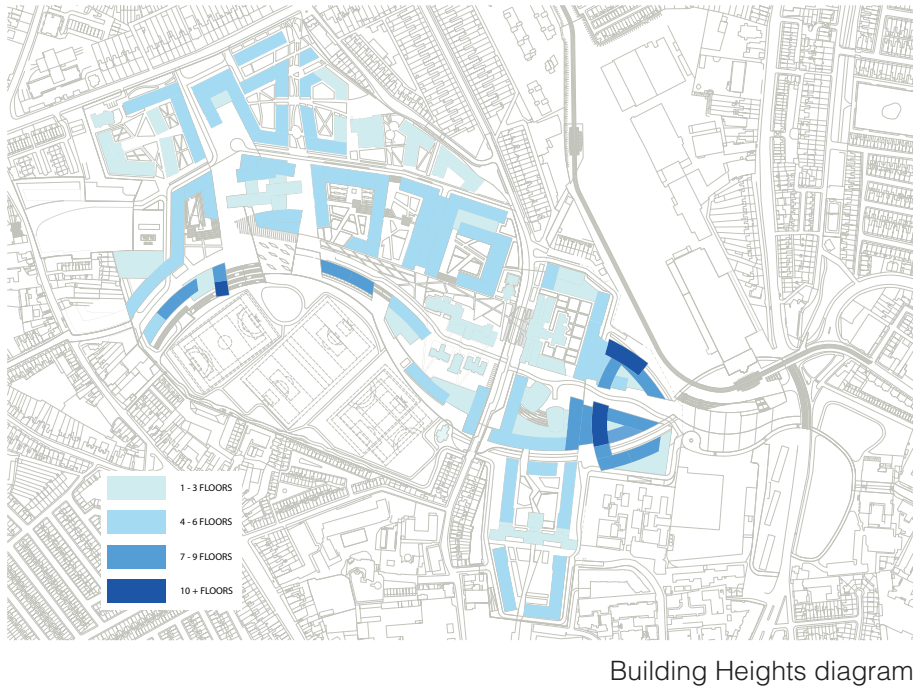 1 - 3 FLOORS
4 - 6 FLOORS
7 - 9 FLOORS
10 + FLOORS
Building Heights diagram